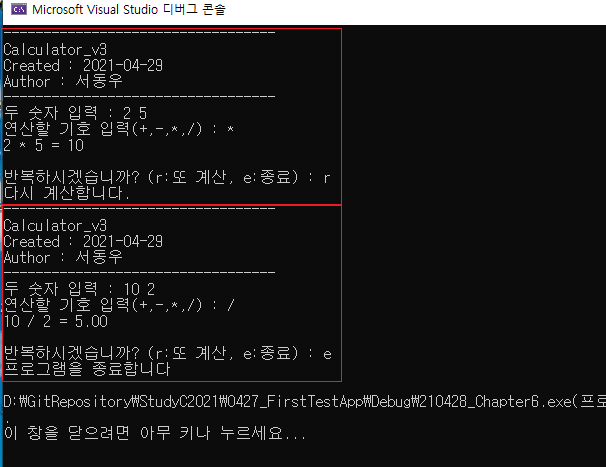 Microsoft Visual Studio 디버그 콘솔
----------------------------------
Calculator_v3
Created : 2021-04-29
Author : 서동우
----------------------------------
두 숫자 입력 : 2 5
연산할 기호 입력(+,-,*,/) : *
2 * 5 = 10
반복하시겠습니까? (r:또 계산, e:종료) : r
다시 계산합니다.
----------------------------------
Calculator_v3
Created : 2021-04-29
Author : 서동우
----------------------------------
두 숫자 입력 : 10 2
연산할 기호 입력(+,-,*,/) : /
10 / 2 = 5.00
반복하시겠습니까? (r:또 계산, e:종료) : e
프로그램을 종료합니다
D:₩GitRepository₩StudyC2021₩0427_FirstTestApp₩Debug₩210428_Chapter6.exe(프로
.
이 창을 닫으려면 아무 키나 누르세요...